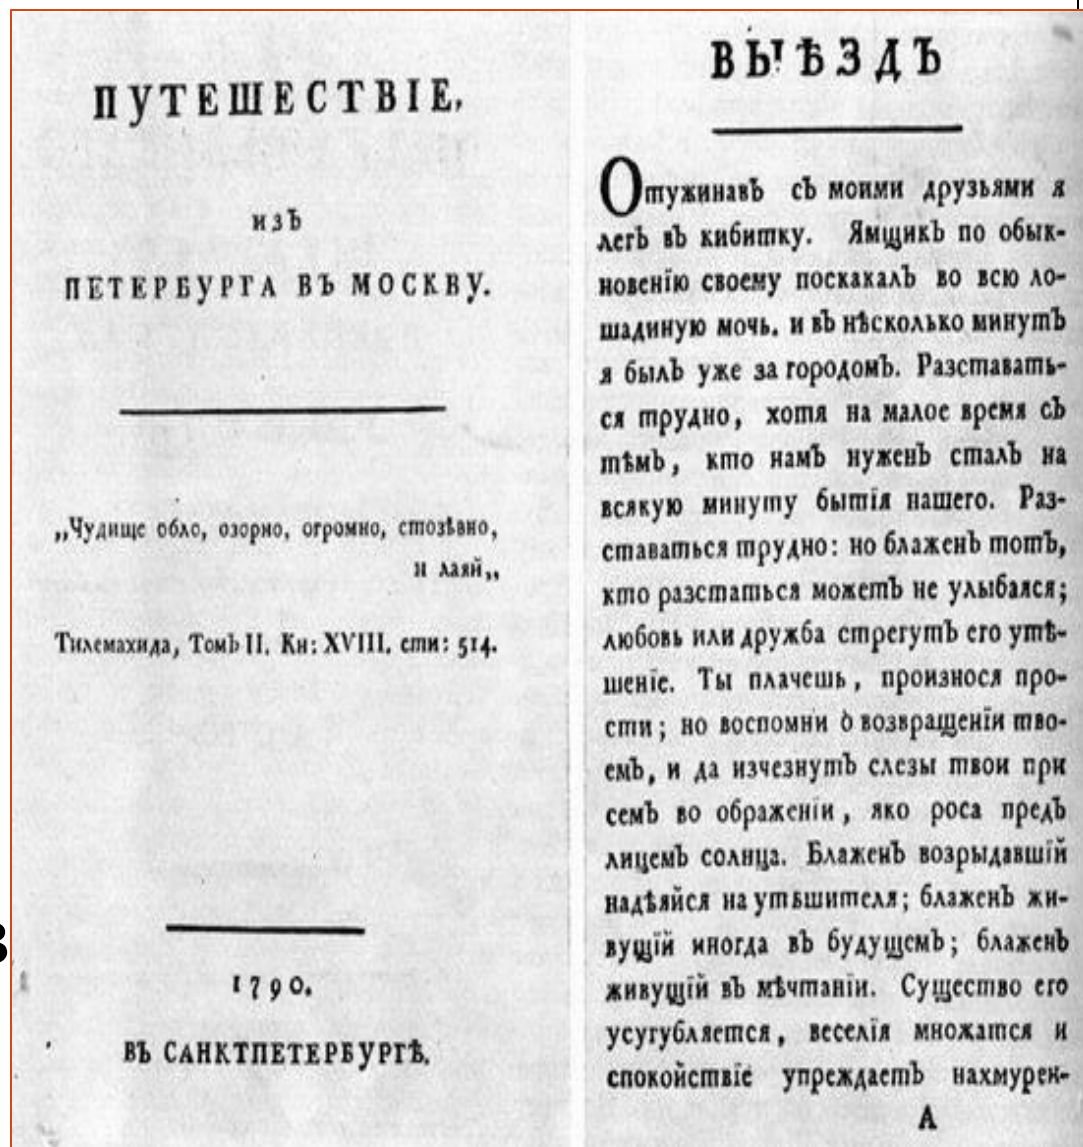 ПУТЕШЕСТВІЕ,
изЪ
ПЕТЕРБУРГА ВЪ МОСКВУ.
„Чудище обло, озорно, огромно, стозѣвно,
и лаяй„
Тилемахида, ТомЪ II. Кн: XVIII. сти: 514.
1790.
ВЪ САНКТПЕТЕРБУРГѢ.
ВЫѢЗДЪ
ОтужинавЪ сЪ моими друзьями я
легЪ вЪ кибитку. ЯмщикЪ по обык-
новенію своему поскакалЪ во всю ло-
шадиную мочь. и вЪ нѣсколько минутЪ
я былЪ уже за городомЪ. Разставать-
ся трудно, хотя на малое время сЪ
тѣмЪ, кто намЪ нуженЪ сталЪ на
всякую минуту бытія нашего. Раз-
ставаться трудно: но блаженЪ тотЪ,
кто разстаться можетЪ не улыбаяся;
любовь или дружба стрегутЪ его утѣ-
шеніе. Ты плачешь, произнося про-
сти; но воспомни о возвращеніи тво-
емЪ, и да изчезнутЪ слезы твои при
семЪ во ображеніи, яко роса предЪ
лицемЪ солнца. БлаженЪ возрыдавшій
надѣяйся на утѣшителя; блаженЪ жи-
вущій иногда вЪ будущемЪ; блаженЪ
живущій вЪ мѣчтаніи. Существо его
усугубляется, веселія множатся и
спокойствіе упреждаетЪ нахмурен-
А